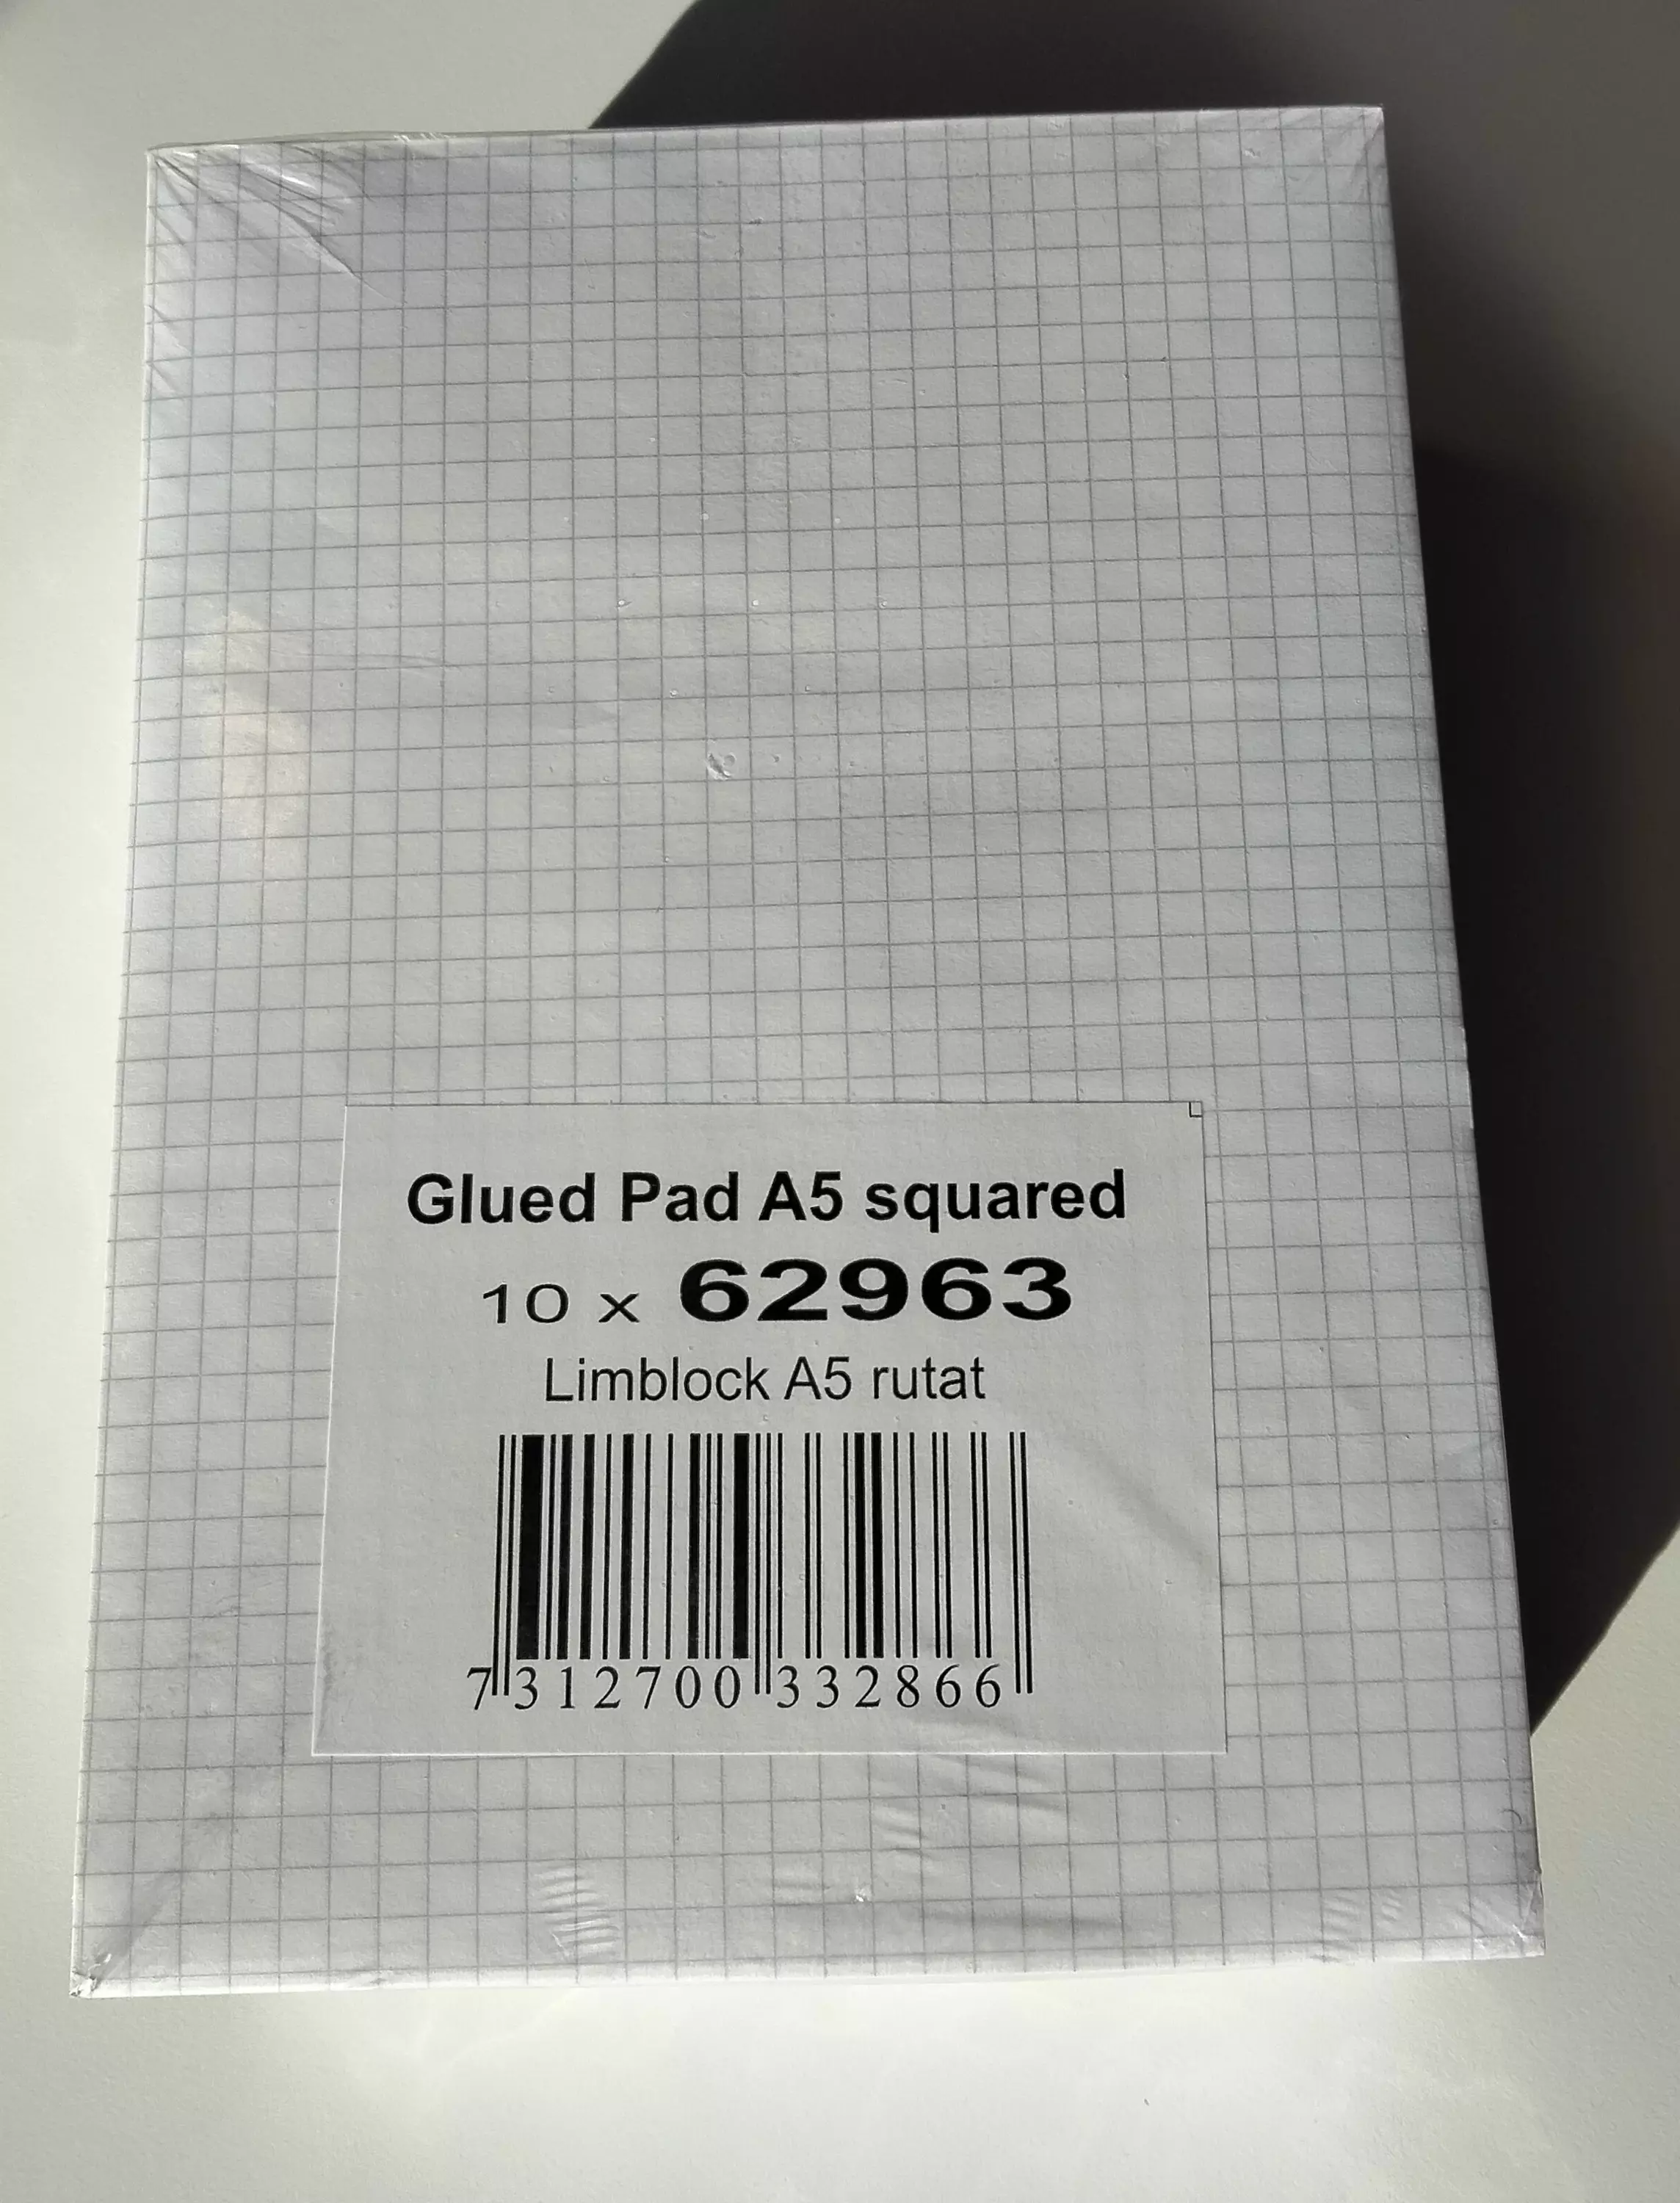 Glued Pad A5 squared
10 x 62963
Limblock A5 rutat
7 312700 332866